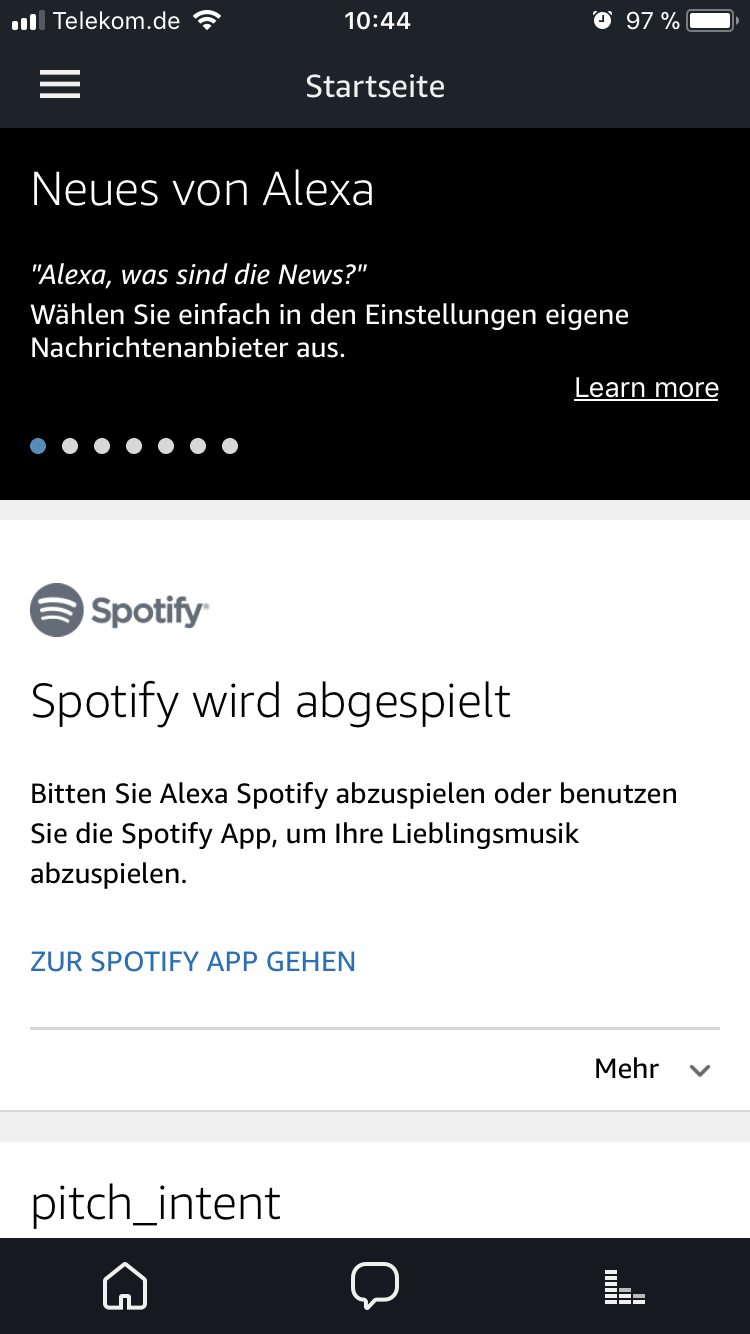 Telekom.de 10:44 97 %
Startseite
Neues von Alexa
"Alexa, was sind die News?"
Wählen Sie einfach in den Einstellungen eigene
Nachrichtenanbieter aus.
Learn more
Spotify®
Spotify wird abgespielt
Bitten Sie Alexa Spotify abzuspielen oder benutzen
Sie die Spotify App, um Ihre Lieblingsmusik
abzuspielen.
ZUR SPOTIFY APP GEHEN
Mehr
pitch_intent